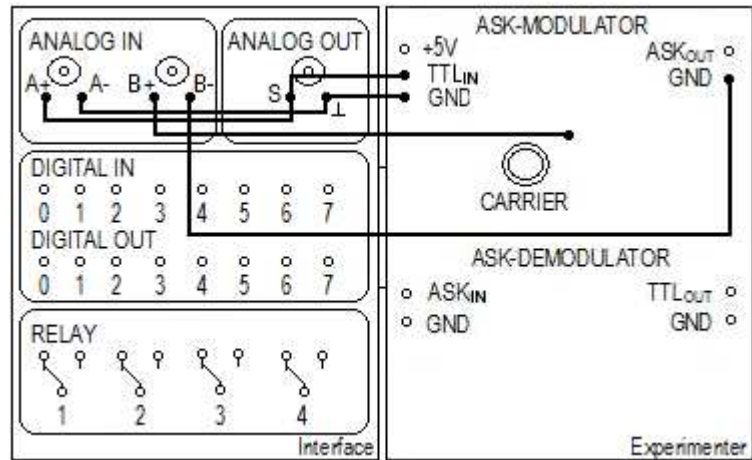 ANALOG IN
A+ A- B+ B-
ANALOG OUT
S ⊥
DIGITAL IN
0 1 2 3 4 5 6 7
DIGITAL OUT
0 1 2 3 4 5 6 7
RELAY
1 2 3 4
Interface
ASK-MODULATOR
+5V
TTLIN
GND
ASKOUT
GND
CARRIER
ASK-DEMODULATOR
ASKIN
GND
TTLOUT
GND
Experimenter